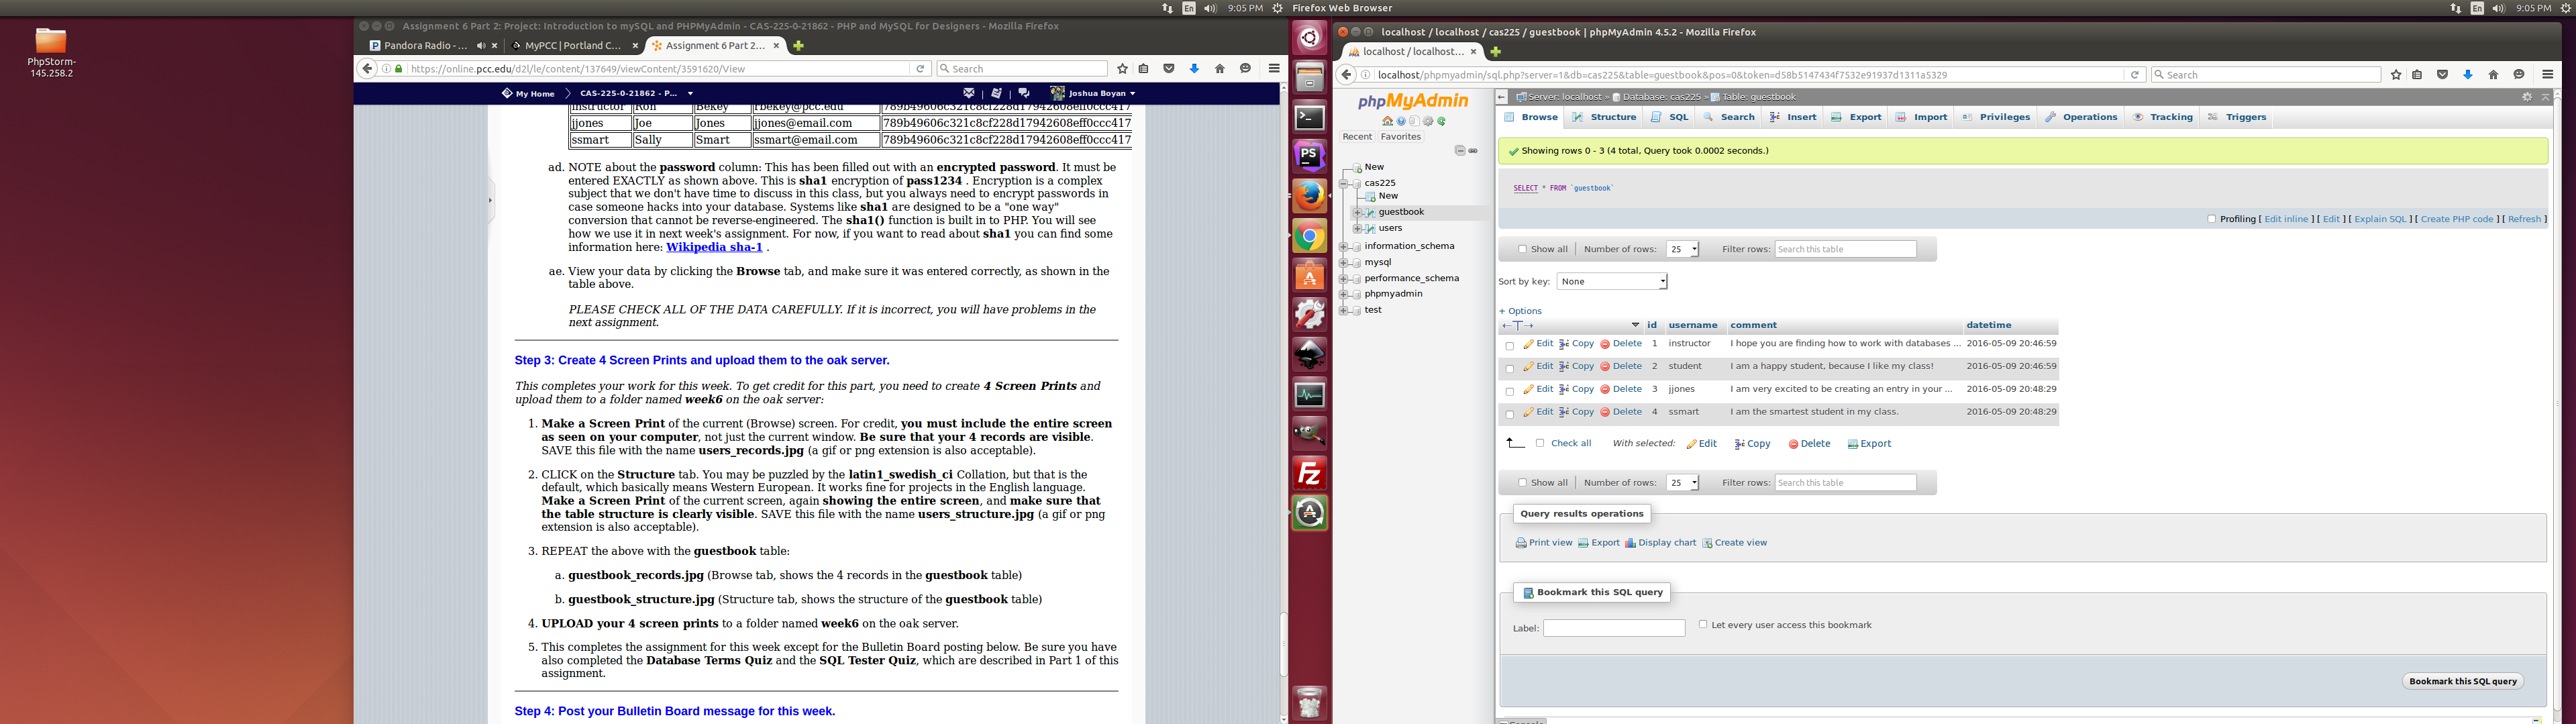 En
9:05 PM
Firefox Web Browser
En
9:05 PM
PhpStorm-
145.258.2
Assignment 6 Part 2: Project: Introduction to mySQL and PHPMyAdmin - CAS-225-0-21862 - PHP and MySQL for Designers - Mozilla Firefox
Pandora Radio - ...
MyPCC | Portland C...
Assignment 6 Part 2...
https://online.pcc.edu/d2l/le/content/137649/viewContent/3591620/View
Search
My Home
CAS-225-0-21862 - P...
Joshua Boyan
instructor Ron Bekey rbekey@pcc.edu 789b49606c321c8cf228d17942608eff0ccc417
jjones Joe Jones jjones@email.com 789b49606c321c8cf228d17942608eff0ccc417
ssmart Sally Smart ssmart@email.com 789b49606c321c8cf228d17942608eff0ccc417
ad. NOTE about the password column: This has been filled out with an encrypted password. It must be
entered EXACTLY as shown above. This is sha1 encryption of pass1234 . Encryption is a complex
subject that we don't have time to discuss in this class, but you always need to encrypt passwords in
case someone hacks into your database. Systems like sha1 are designed to be a "one way"
conversion that cannot be reverse-engineered. The sha1() function is built in to PHP. You will see
how we use it in next week's assignment. For now, if you want to read about sha1 you can find some
information here: Wikipedia sha-1 .
ae. View your data by clicking the Browse tab, and make sure it was entered correctly, as shown in the
table above.
PLEASE CHECK ALL OF THE DATA CAREFULLY. If it is incorrect, you will have problems in the
next assignment.
Step 3: Create 4 Screen Prints and upload them to the oak server.
This completes your work for this week. To get credit for this part, you need to create 4 Screen Prints and
upload them to a folder named week6 on the oak server:
1. Make a Screen Print of the current (Browse) screen. For credit, you must include the entire screen
as seen on your computer, not just the current window. Be sure that your 4 records are visible.
SAVE this file with the name users_records.jpg (a gif or png extension is also acceptable).
2. CLICK on the Structure tab. You may be puzzled by the latin1_swedish_ci Collation, but that is the
default, which basically means Western European. It works fine for projects in the English language.
Make a Screen Print of the current screen, again showing the entire screen, and make sure that
the table structure is clearly visible. SAVE this file with the name users_structure.jpg (a gif or png
extension is also acceptable).
3. REPEAT the above with the guestbook table:
a. guestbook_records.jpg (Browse tab, shows the 4 records in the guestbook table)
b. guestbook_structure.jpg (Structure tab, shows the structure of the guestbook table)
4. UPLOAD your 4 screen prints to a folder named week6 on the oak server.
5. This completes the assignment for this week except for the Bulletin Board posting below. Be sure you have
also completed the Database Terms Quiz and the SQL Tester Quiz, which are described in Part 1 of this
assignment.
Step 4: Post your Bulletin Board message for this week.
PS
Fz
localhost / localhost / cas225 / guestbook | phpMyAdmin 4.5.2 - Mozilla Firefox
localhost / localhost...
localhost/phpmyadmin/sql.php?server=1&db=cas225&table=guestbook&pos=0&token=d58b5147434f7532e91937d1311a5329
Search
phpMyAdmin
Recent Favorites
New
cas225
New
guestbook
users
information_schema
mysql
performance_schema
phpmyadmin
test
Server: localhost » Database: cas225 » Table: guestbook
Browse Structure SQL Search Insert Export Import Privileges Operations Tracking Triggers
Showing rows 0 - 3 (4 total, Query took 0.0002 seconds.)
SELECT * FROM `guestbook`
Profiling [ Edit inline ] [ Edit ] [ Explain SQL ] [ Create PHP code ] [ Refresh ]
Show all Number of rows: 25 Filter rows: Search this table
Sort by key: None
+ Options
id username comment datetime
Edit Copy Delete 1 instructor I hope you are finding how to work with databases ... 2016-05-09 20:46:59
Edit Copy Delete 2 student I am a happy student, because I like my class! 2016-05-09 20:46:59
Edit Copy Delete 3 jjones I am very excited to be creating an entry in your ... 2016-05-09 20:48:29
Edit Copy Delete 4 ssmart I am the smartest student in my class. 2016-05-09 20:48:29
Check all With selected: Edit Copy Delete Export
Show all Number of rows: 25 Filter rows: Search this table
Query results operations
Print view Export Display chart Create view
Bookmark this SQL query
Label: Let every user access this bookmark
Bookmark this SQL query
Console